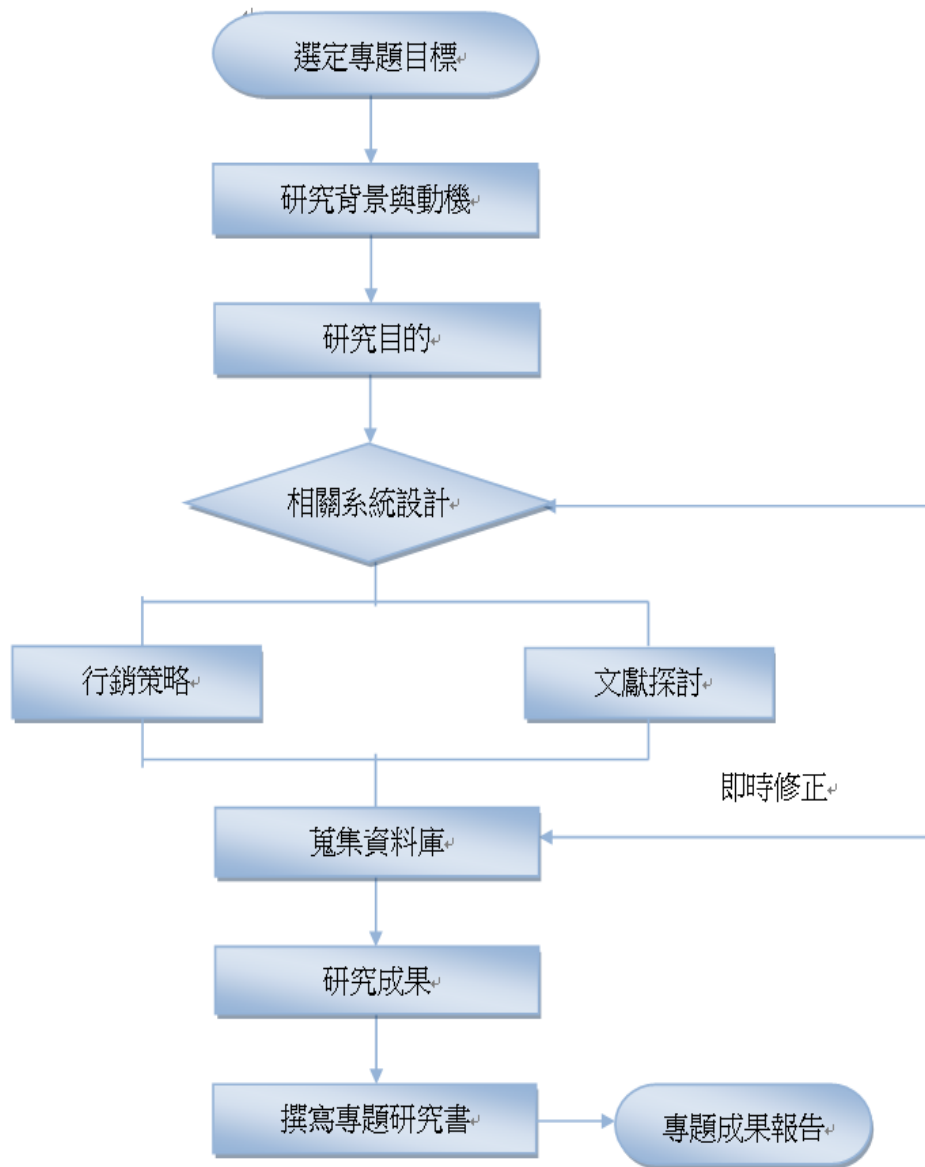 選定專題目標
研究背景與動機
研究目的
相關系統設計
行銷策略
文獻探討
即時修正
蒐集資料庫
研究成果
撰寫專題研究書
專題成果報告